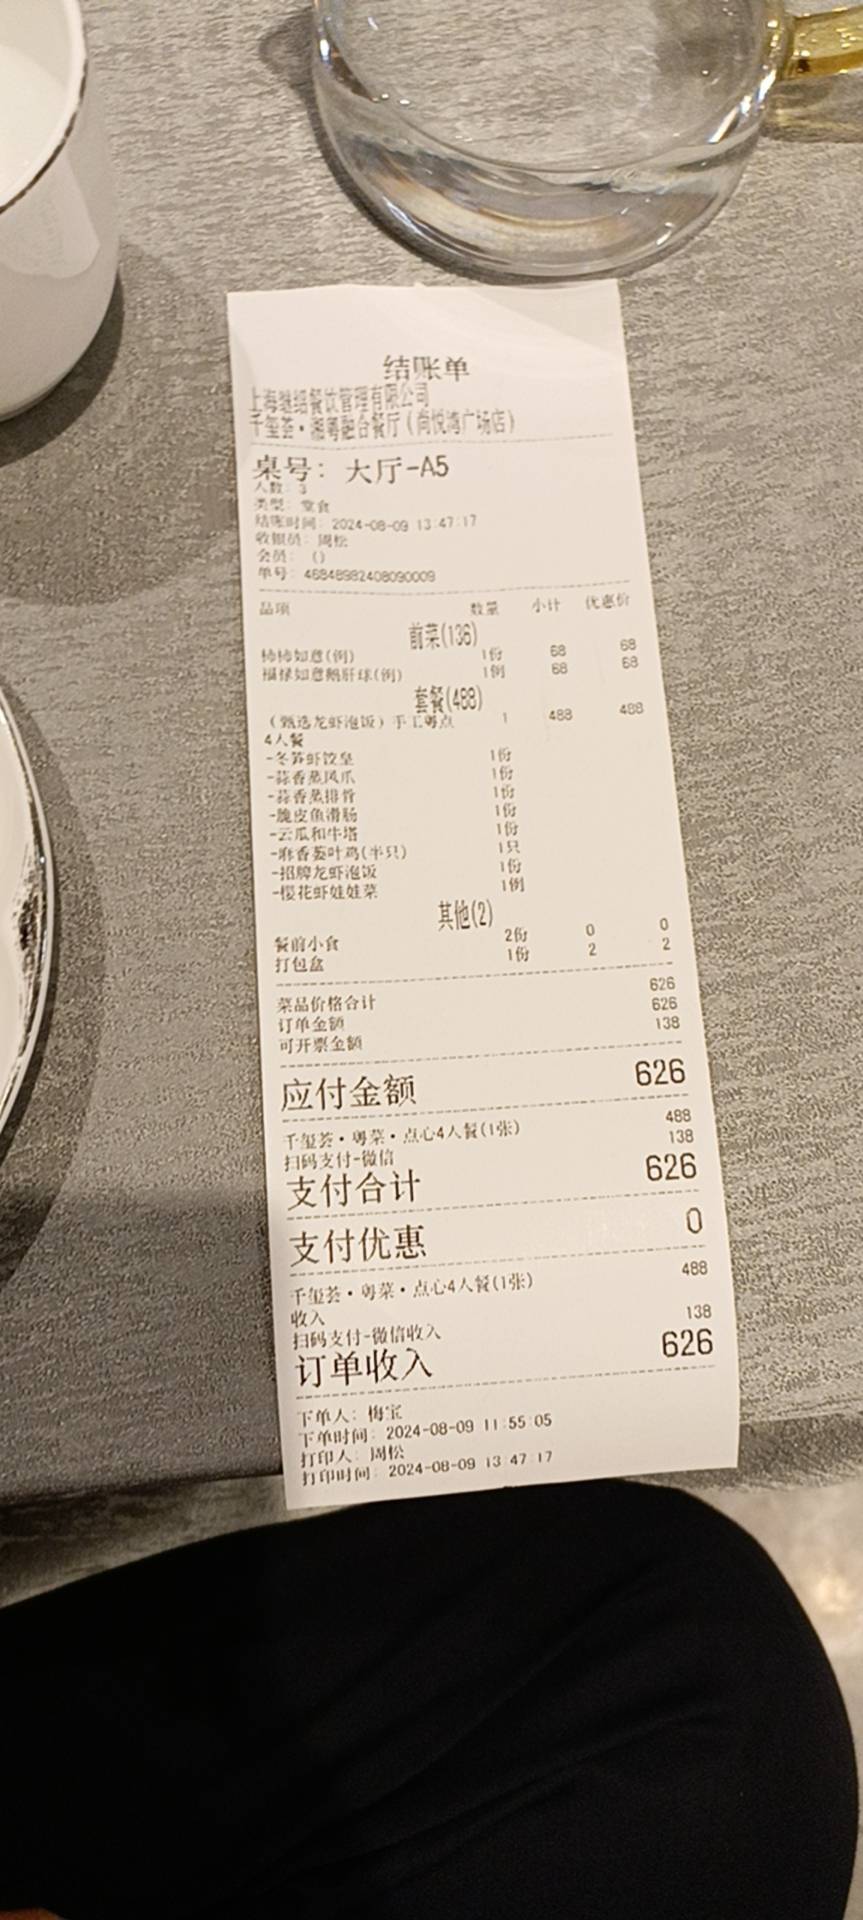 结账单
上海继绍餐饮管理有限公司
千玺荟·湘粤融合餐厅(尚悦湾广场店)
桌号: 大厅-A5
人数: 3
类型: 堂食
结账时间: 2024-08-09 13:47:17
收银员: 周松
会员: ()
单号: 46848982408090009
品项 数量 小计 优惠价
前菜(136)
柿柿如意(例) 1份 68 68
福禄如意鹅肝球(例) 1例 68 68
套餐(488)
(甄选龙虾泡饭)手工粤点 1 488 488
4人餐
-冬笋虾饺皇 1份
-蒜香蒸凤爪 1份
-蒜香蒸排骨 1份
-脆皮鱼滑肠 1份
-云瓜和牛塔 1份
-麻香蒌叶鸡(半只) 1只
-招牌龙虾泡饭 1份
-樱花虾娃娃菜 1例
其他(2)
餐前小食 2份 0 0
打包盒 1份 2 2
菜品价格合计 626
订单金额 626
可开票金额 138
应付金额 626
千玺荟·粤菜·点心4人餐(1张) 488
扫码支付-微信 138
支付合计 626
支付优惠 0
千玺荟·粤菜·点心4人餐(1张) 488
收入
扫码支付-微信收入 138
订单收入 626
下单人: 梅宝
下单时间: 2024-08-09 11:55:05
打印人: 周松
打印时间: 2024-08-09 13:47:17